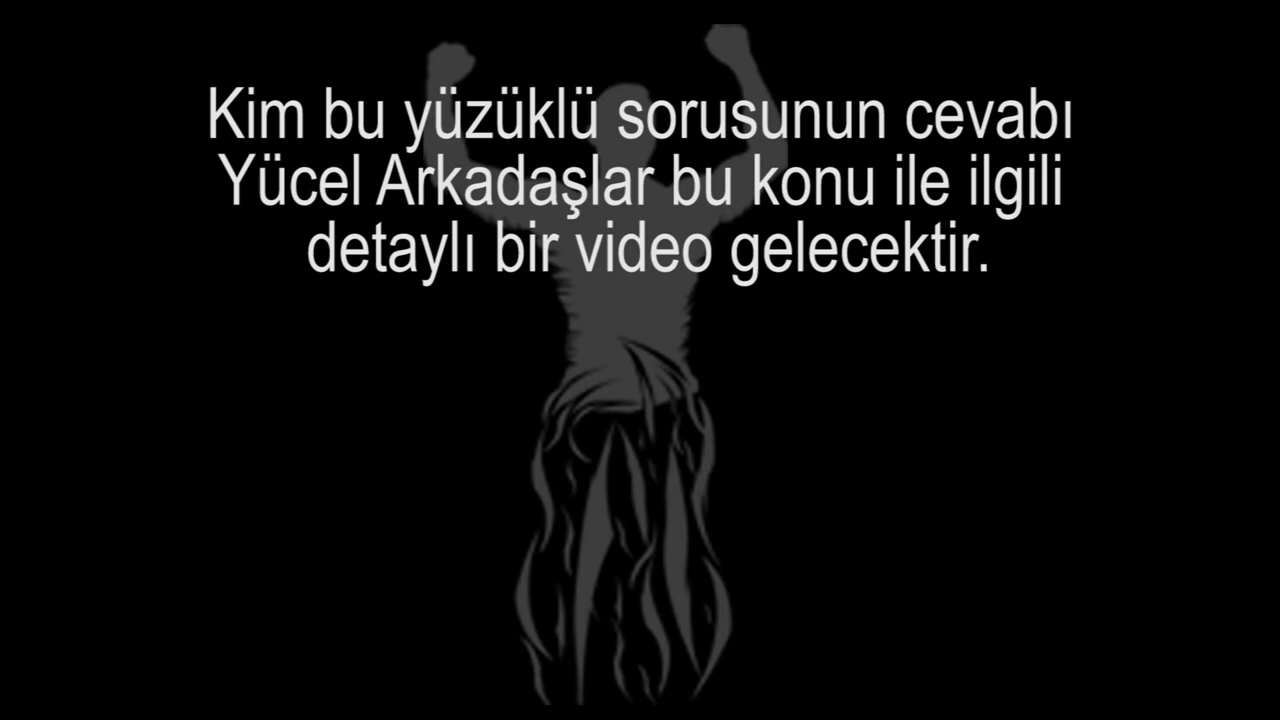 Kim bu yüzüklü sorusunun cevabı
Yücel Arkadaşlar bu konu ile ilgili
detaylı bir video gelecektir.